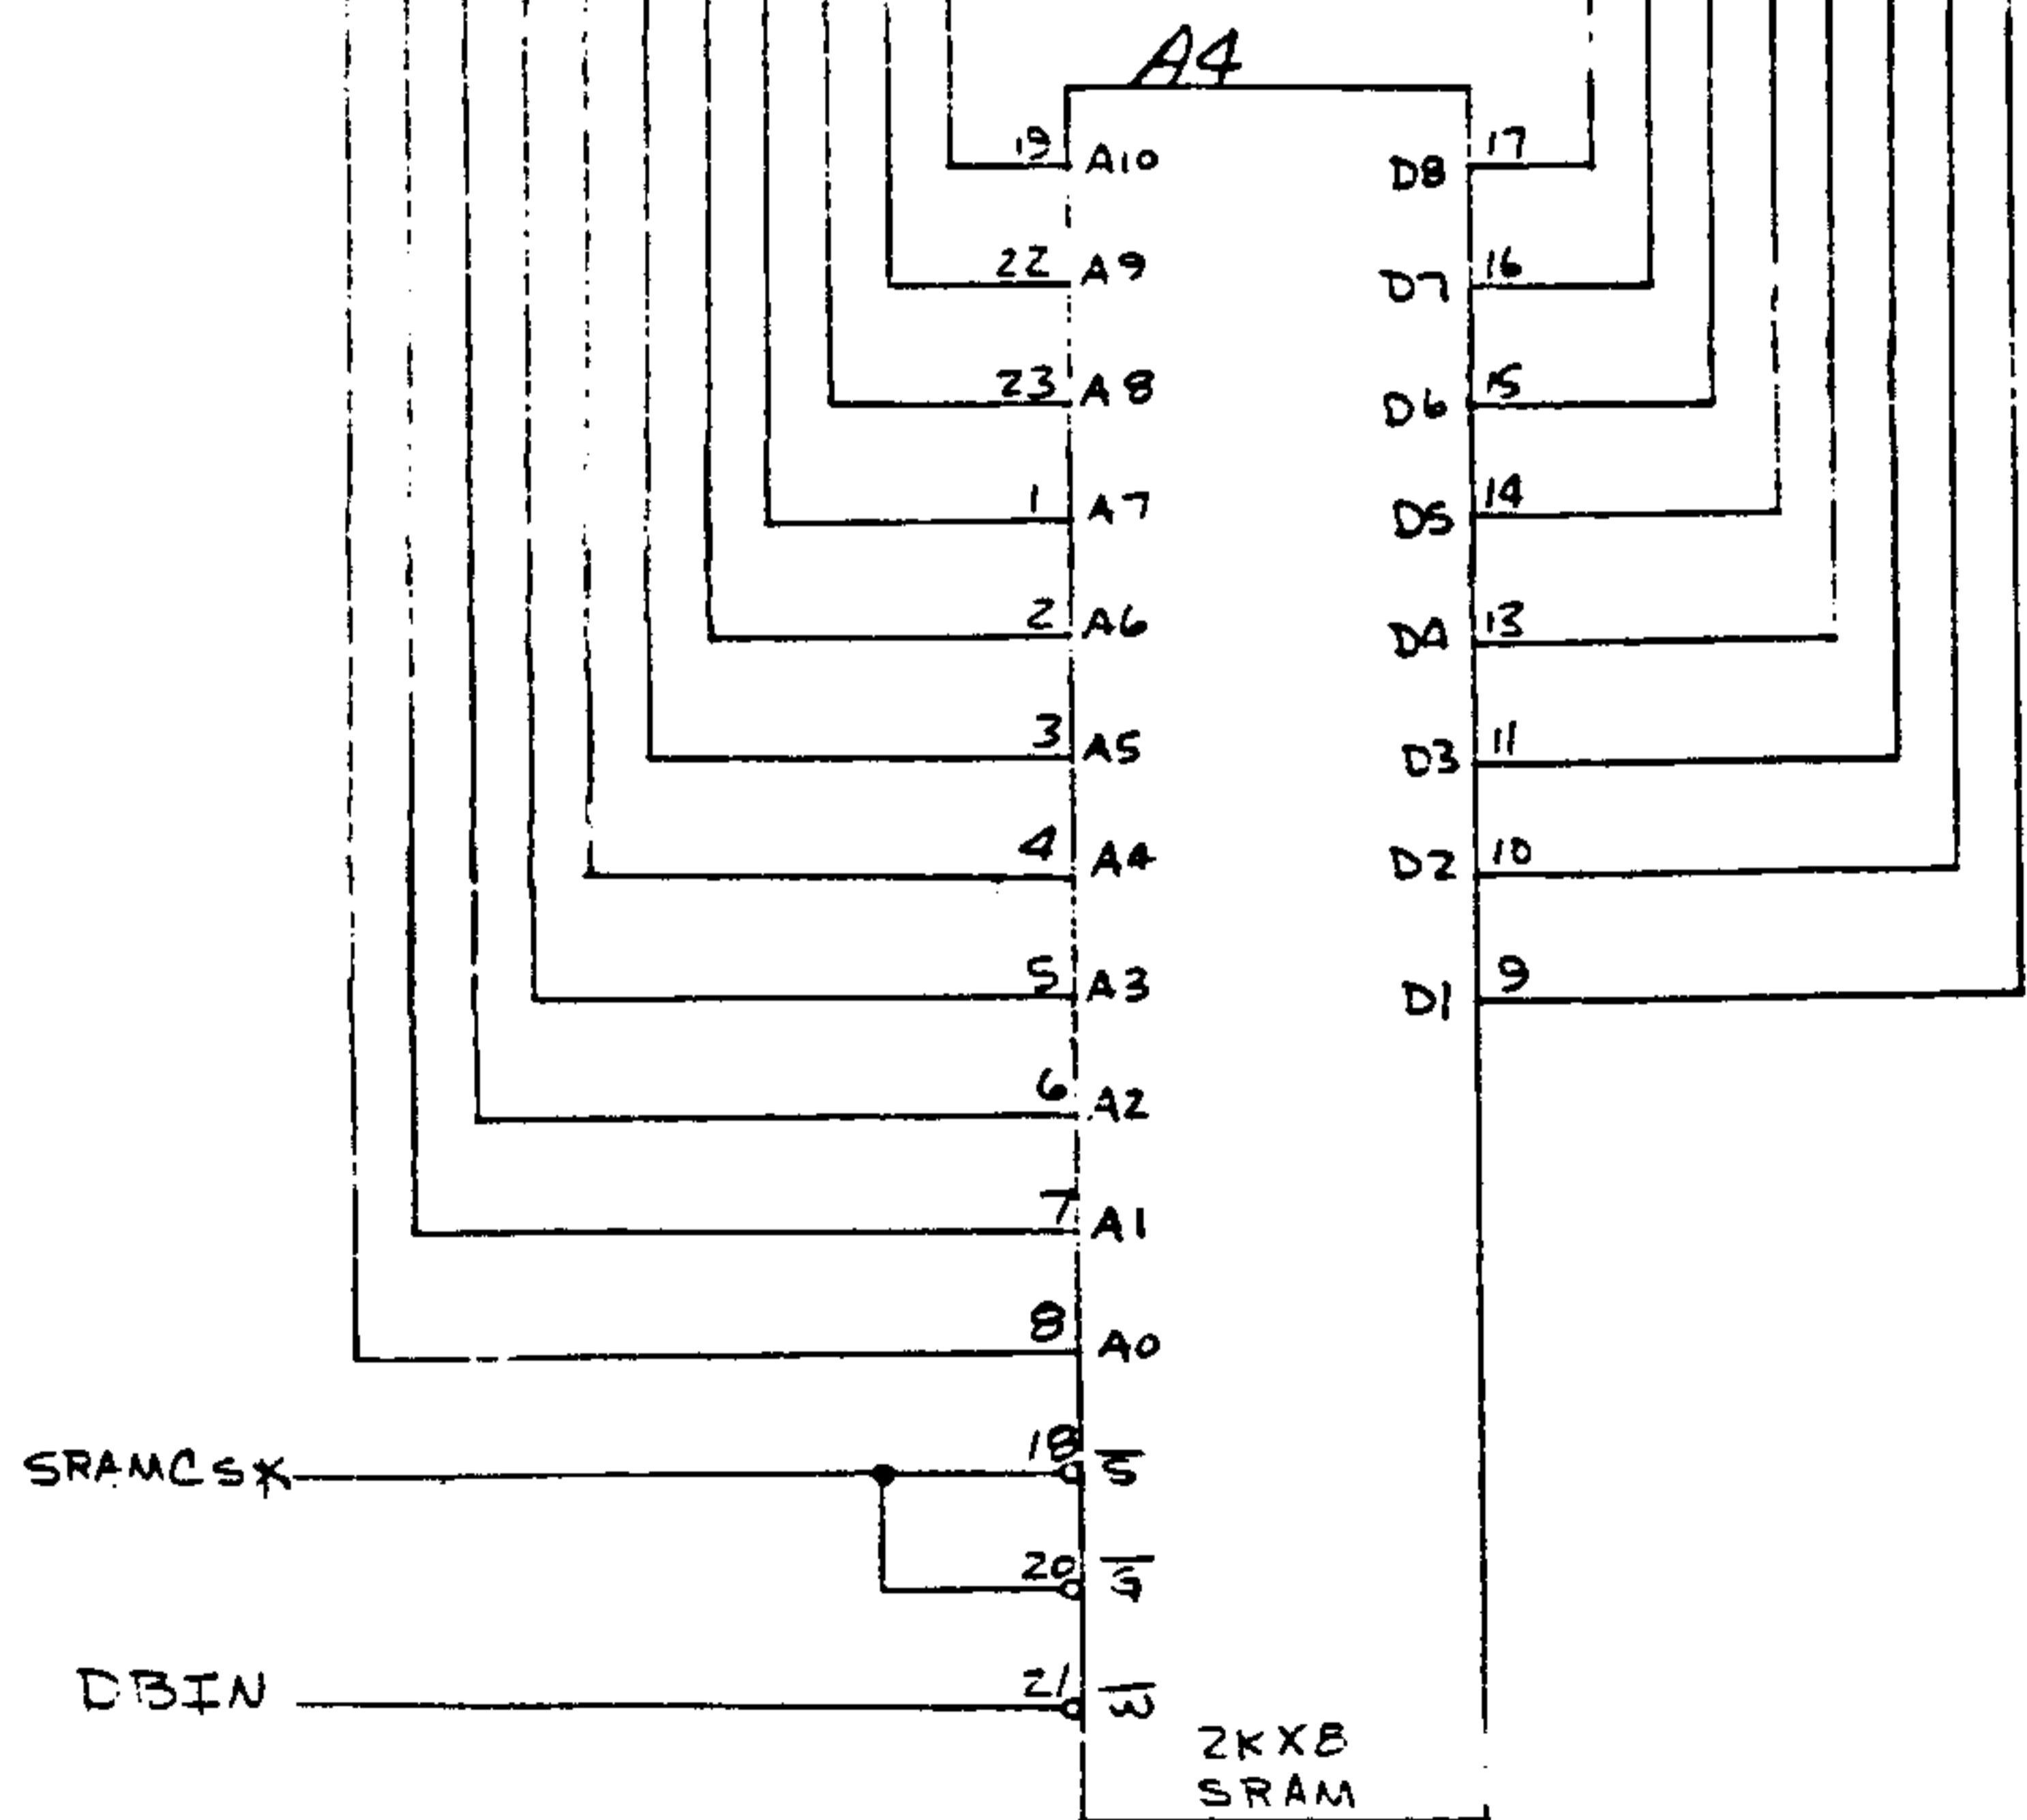 A4
19 A10 D8 17
22 A9 D7 16
23 A8 D6 15
1 A7 D5 14
2 A6 D4 13
3 A5 D3 11
4 A4 D2 10
5 A3 D1 9
6 A2
7 A1
8 A0
SRAMCS* 18 S̅
20 G̅
DBIN 21 W̅
2KX8
SRAM